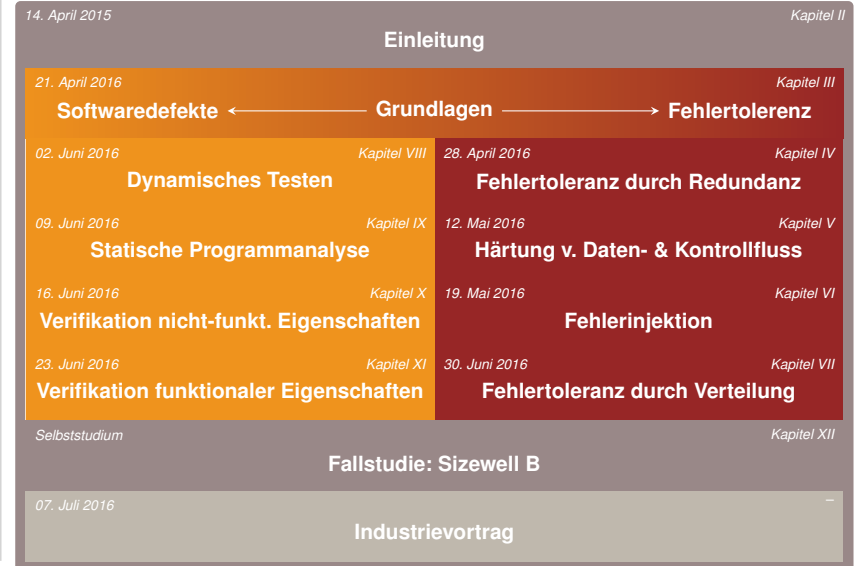 14. April 2015 Kapitel II
Einleitung
21. April 2016 Kapitel III
Softwaredefekte Grundlagen Fehlertolerenz
02. Juni 2016 Kapitel VIII
Dynamisches Testen
09. Juni 2016 Kapitel IX
Statische Programmanalyse
16. Juni 2016 Kapitel X
Verifikation nicht-funkt. Eigenschaften
23. Juni 2016 Kapitel XI
Verifikation funktionaler Eigenschaften
28. April 2016 Kapitel IV
Fehlertoleranz durch Redundanz
12. Mai 2016 Kapitel V
Härtung v. Daten- & Kontrollfluss
19. Mai 2016 Kapitel VI
Fehlerinjektion
30. Juni 2016 Kapitel VII
Fehlertoleranz durch Verteilung
Selbststudium Kapitel XII
Fallstudie: Sizewell B
07. Juli 2016 –
Industrievortrag